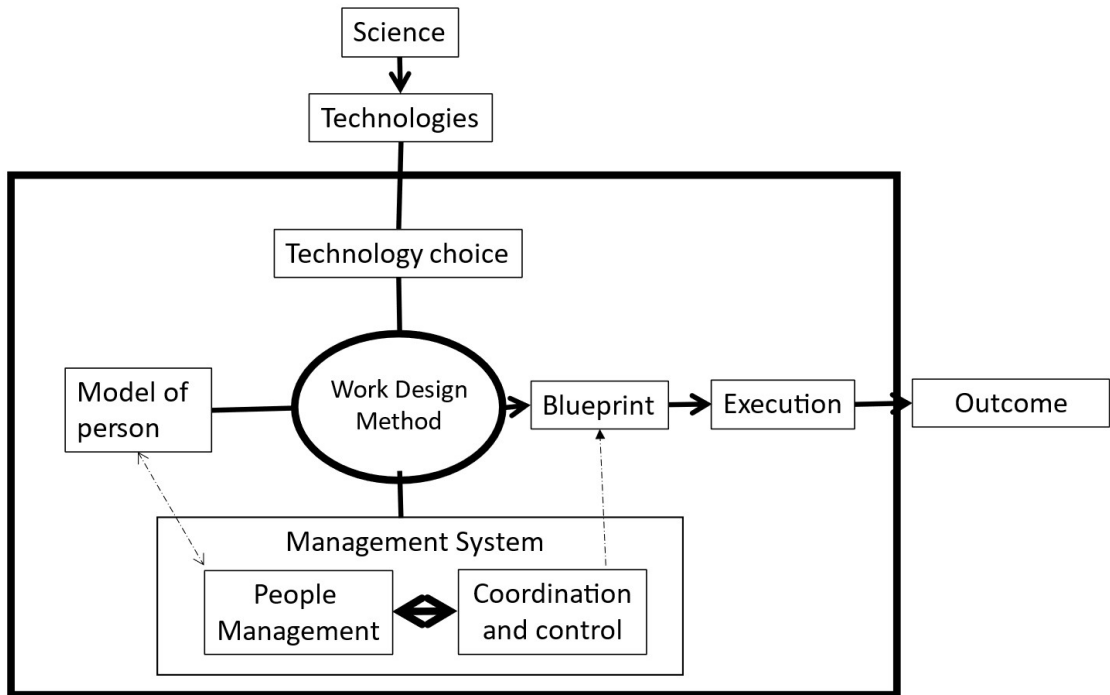 Science
Technologies
Technology choice
Model of
person
Work Design
Method
Blueprint
Execution
Outcome
Management System
People
Management
Coordination
and control